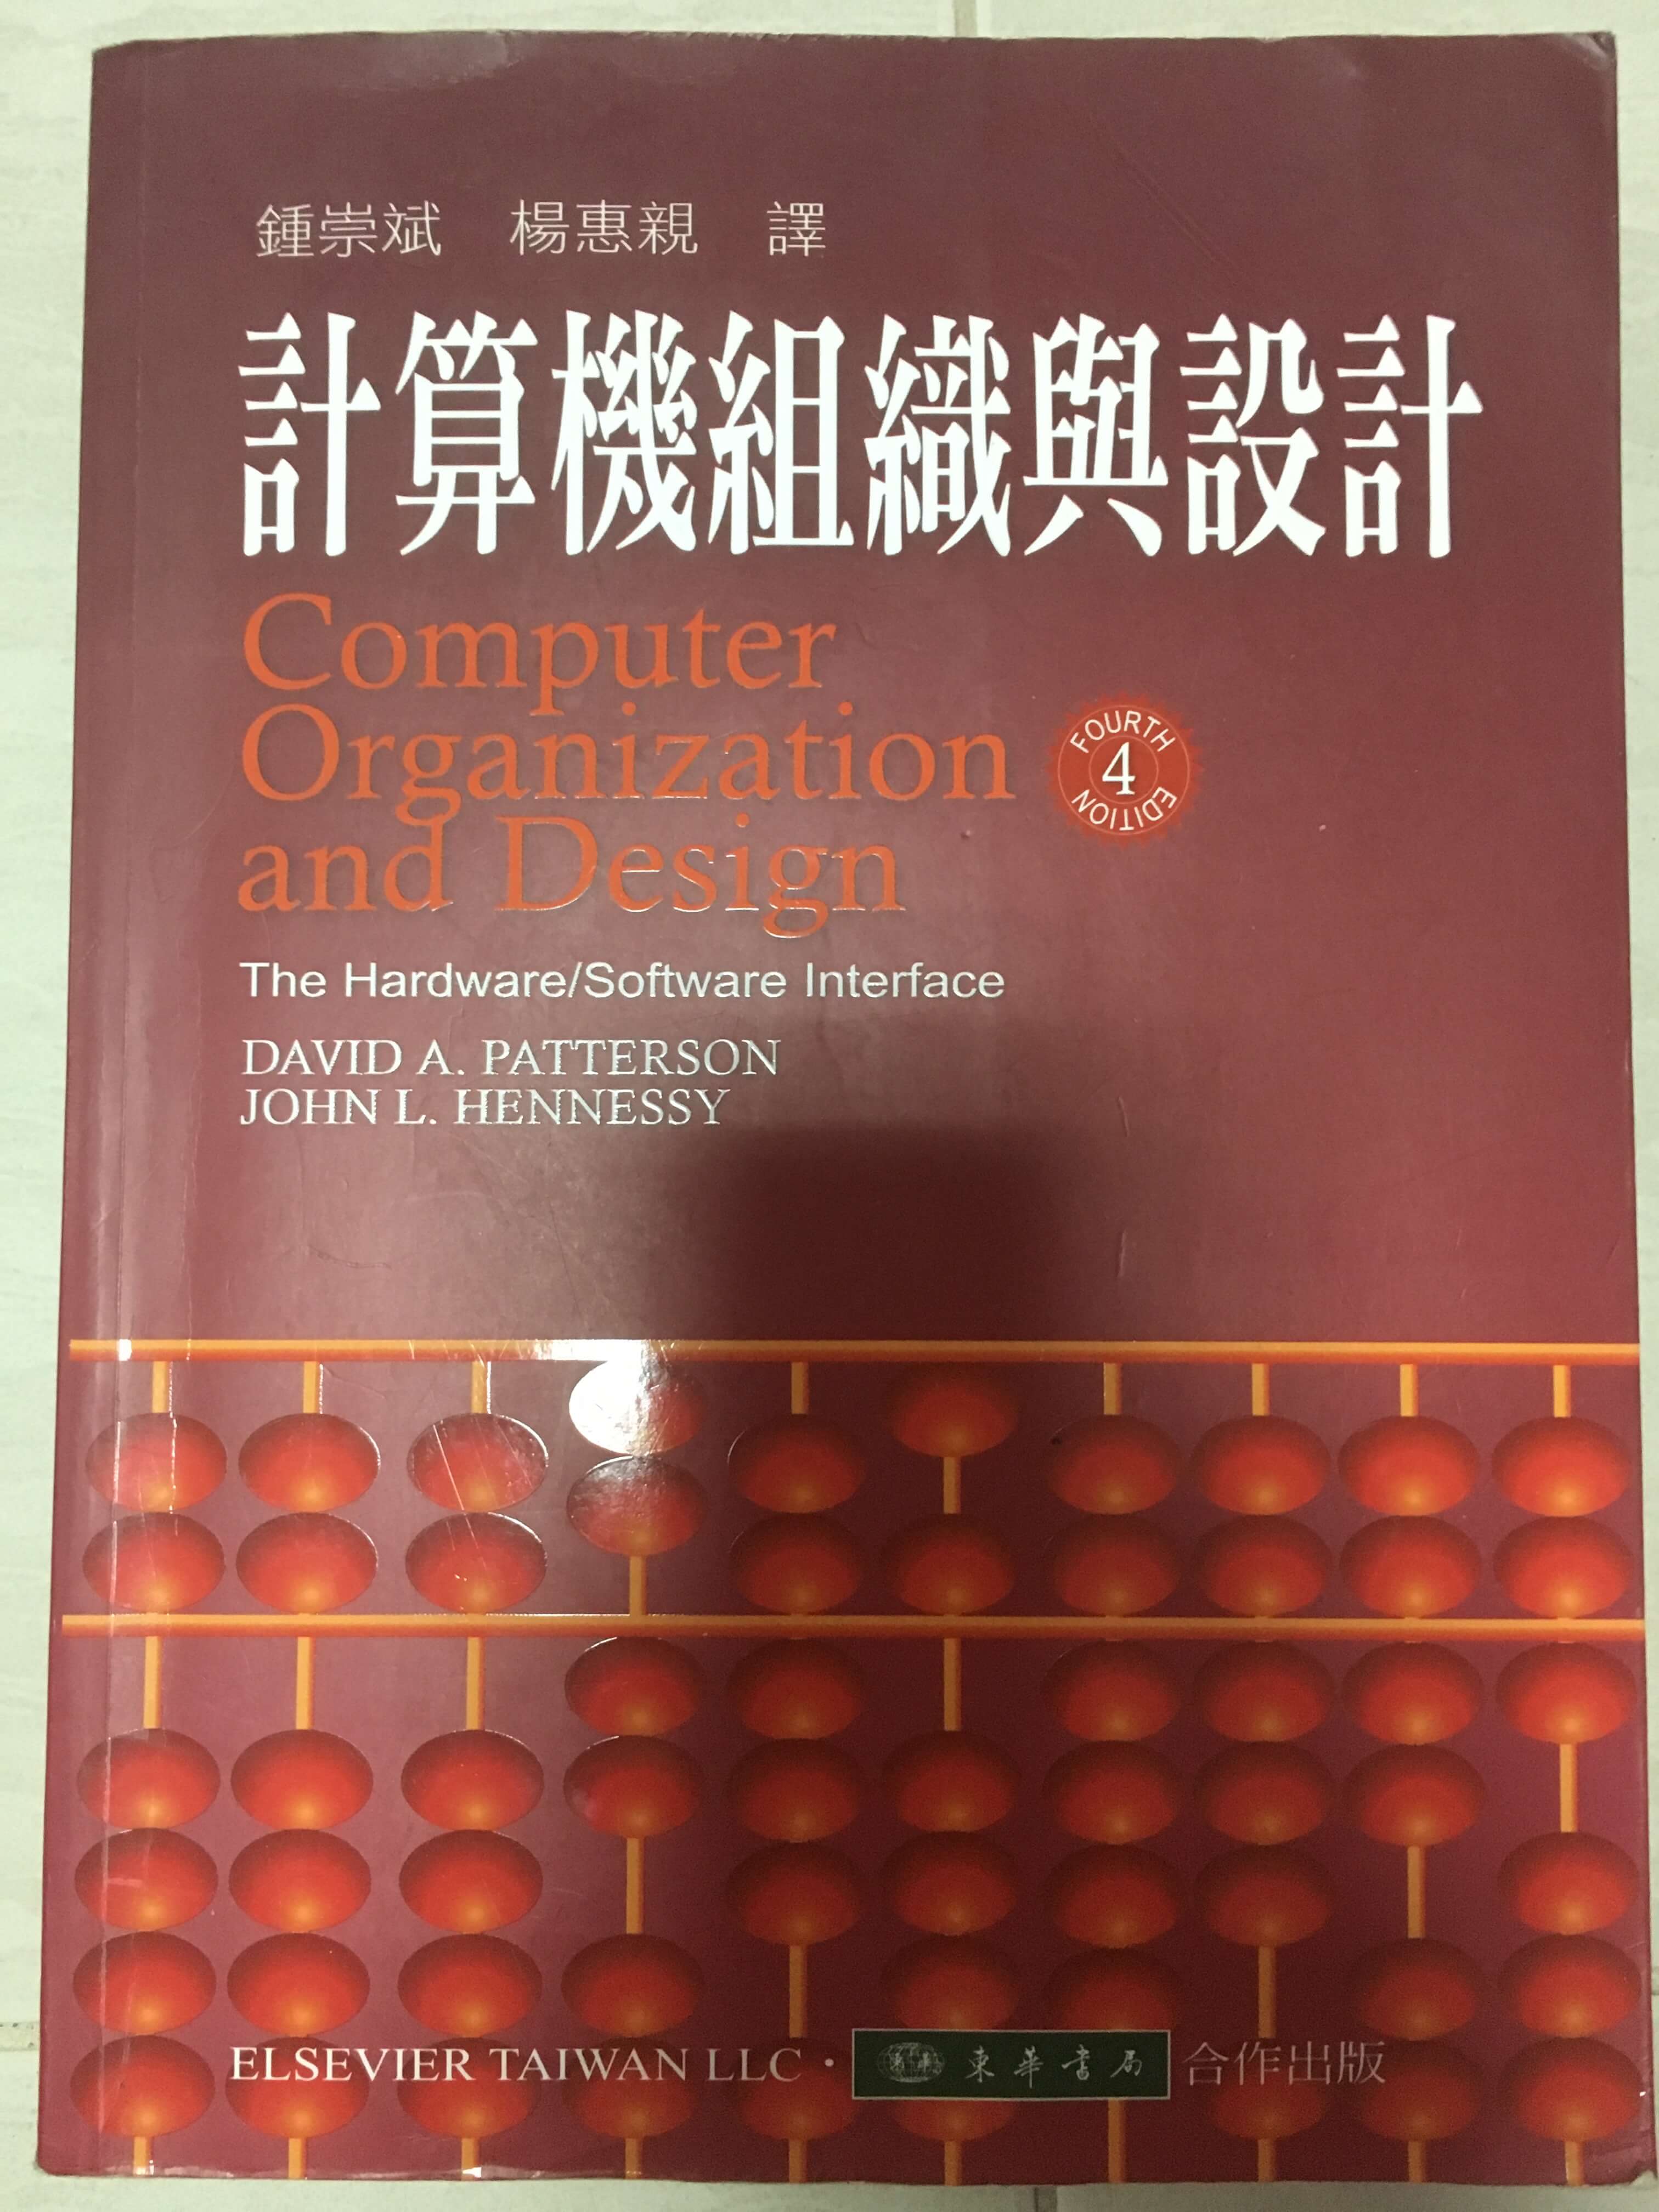 鍾崇斌 楊惠親 譯
計算機組織與設計
Computer
Organization
and Design
FOURTH
4
EDITION
The Hardware/Software Interface
DAVID A. PATTERSON
JOHN L. HENNESSY
ELSEVIER TAIWAN LLC · 東華書局 合作出版